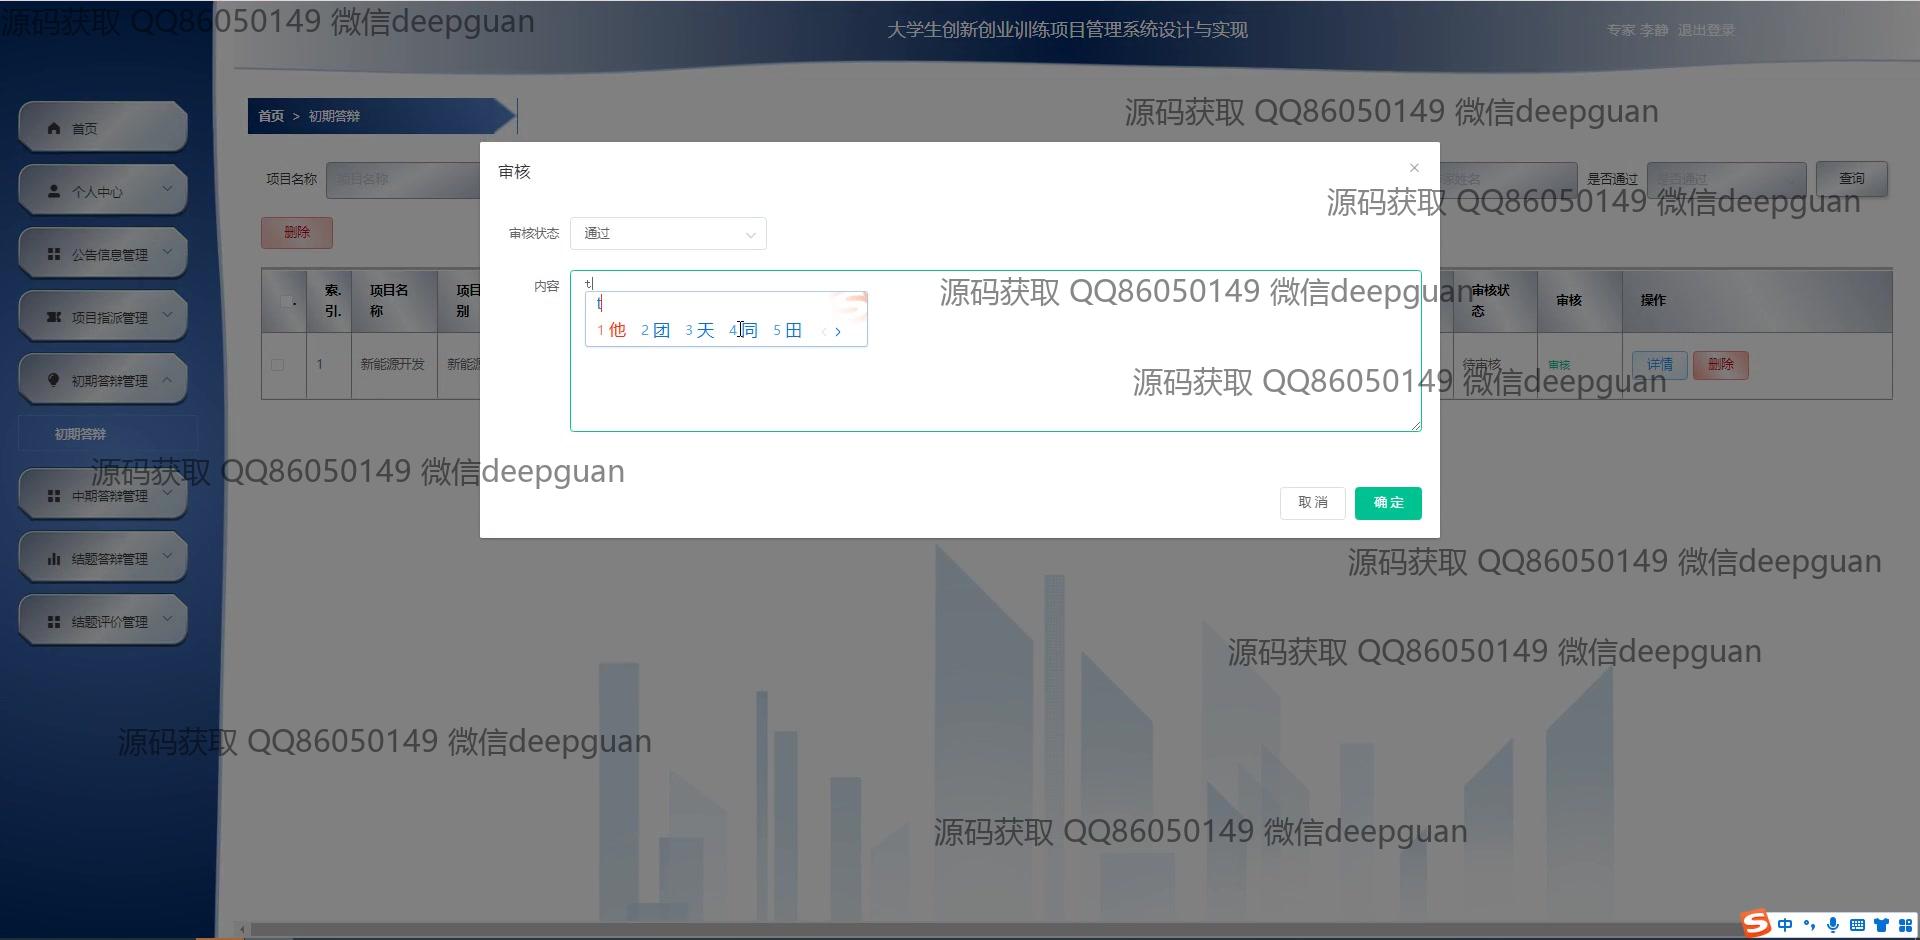 源码获取 QQ86050149 微信deepguan
大学生创新创业训练项目管理系统设计与实现
专家 李静 退出登录
首页
个人中心
公告信息管理
项目指派管理
初期答辩管理
初期答辩
中期答辩管理
结题答辩管理
结题评价管理
首页 > 初期答辩
源码获取 QQ86050149 微信deepguan
项目名称 项目名称
家姓名 是否通过 是否通过 查询
源码获取 QQ86050149 微信deepguan
删除
索引. 项目名称 项目 别 审核状态 审核 操作
1 新能源开发 新能源 待审核 审核 详情 删除
审核
审核状态 通过
内容 t
t
1 他 2 团 3 天 4 同 5 田
源码获取 QQ86050149 微信deepguan
源码获取 QQ86050149 微信deepguan
取消 确定
源码获取 QQ86050149 微信deepguan
源码获取 QQ86050149 微信deepguan
源码获取 QQ86050149 微信deepguan
源码获取 QQ86050149 微信deepguan
源码获取 QQ86050149 微信deepguan
中